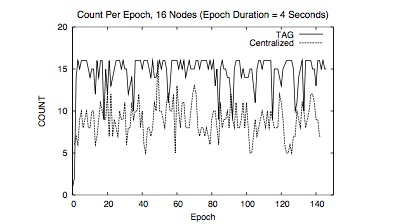 Count Per Epoch, 16 Nodes (Epoch Duration = 4 Seconds)
TAG
Centralized
20
15
10
5
0
COUNT
0 20 40 60 80 100 120 140
Epoch